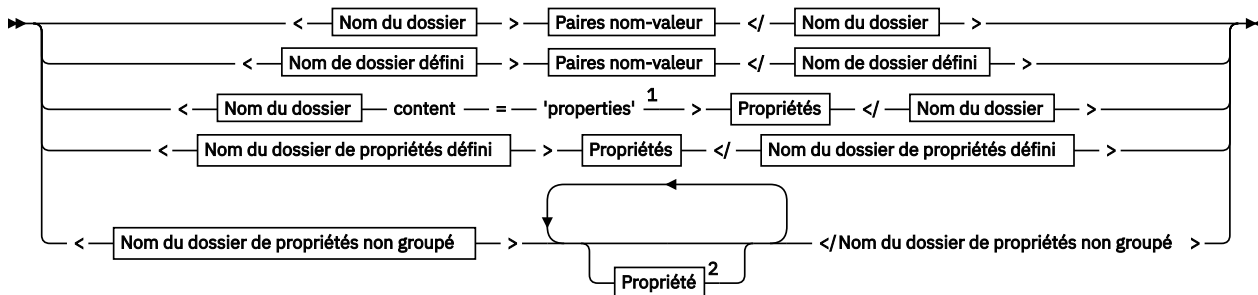 < Nom du dossier > Paires nom-valeur </ Nom du dossier >
< Nom de dossier défini > Paires nom-valeur </ Nom de dossier défini >
< Nom du dossier content = 'properties' 1 > Propriétés </ Nom du dossier >
< Nom du dossier de propriétés défini > Propriétés </ Nom du dossier de propriétés défini >
< Nom du dossier de propriétés non groupé > </Nom du dossier de propriétés non groupé >
Propriété 2